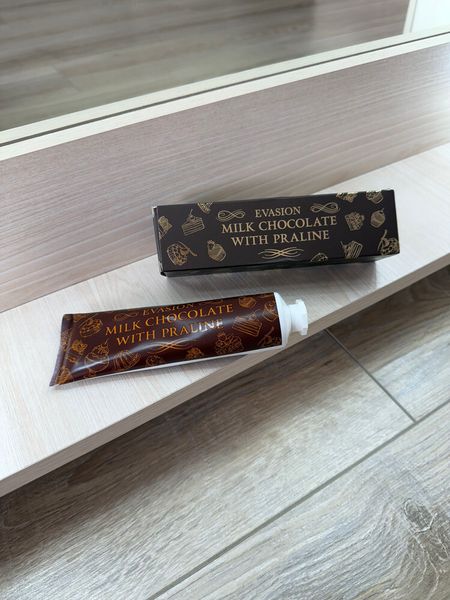 EVASION
MILK CHOCOLATE
WITH PRALINE
EVASION
MILK CHOCOLATE
WITH PRALINE